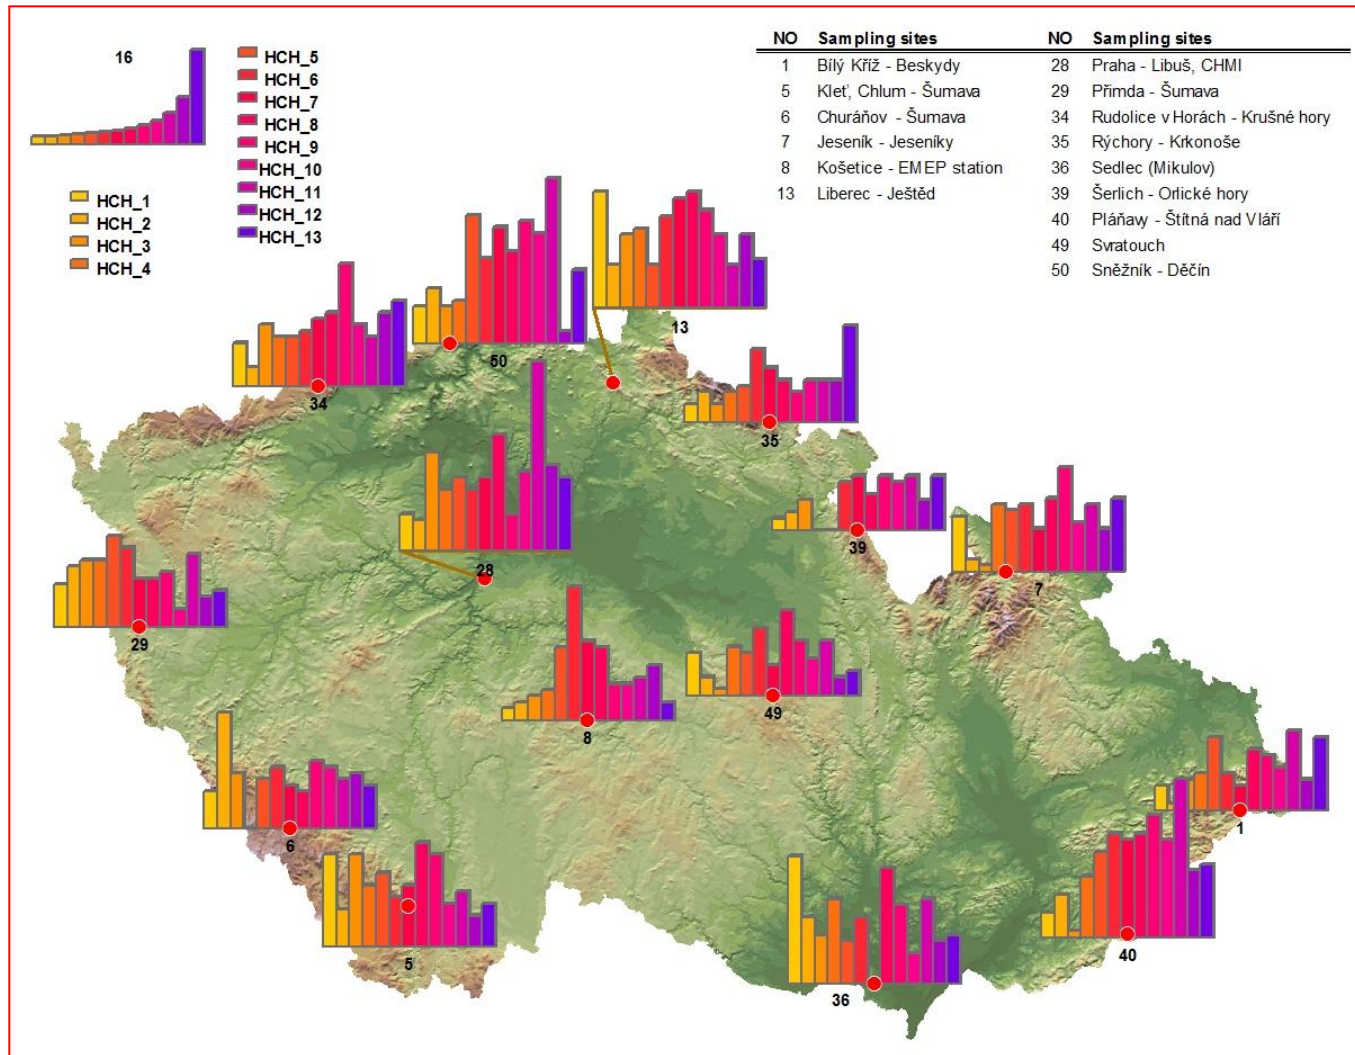 16
HCH_1
HCH_2
HCH_3
HCH_4
HCH_5
HCH_6
HCH_7
HCH_8
HCH_9
HCH_10
HCH_11
HCH_12
HCH_13
NO Sampling sites NO Sampling sites
1 Bílý Kříž - Beskydy 28 Praha - Libuš, CHMI
5 Kleť, Chlum - Šumava 29 Přimda - Šumava
6 Churáňov - Šumava 34 Rudolice v Horách - Krušné hory
7 Jeseník - Jeseníky 35 Rýchory - Krkonoše
8 Košetice - EMEP station 36 Sedlec (Mikulov)
13 Liberec - Ještěd 39 Šerlich - Orlické hory
40 Pláňawy - Štítná nad Vláří
49 Svratouch
50 Sněžník - Děčín
13
50
34
35
39
28
7
29
49
8
1
6
40
5
36